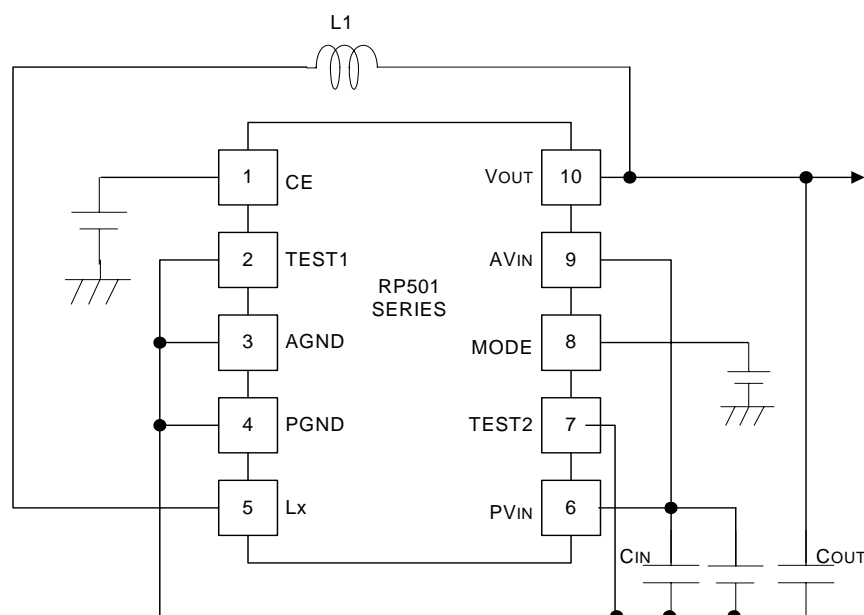 L1
1
CE
VOUT
10
2
TEST1
AVIN
9
RP501
SERIES
3
AGND
MODE
8
4
PGND
TEST2
7
5
Lx
PVIN
6
CIN
COUT